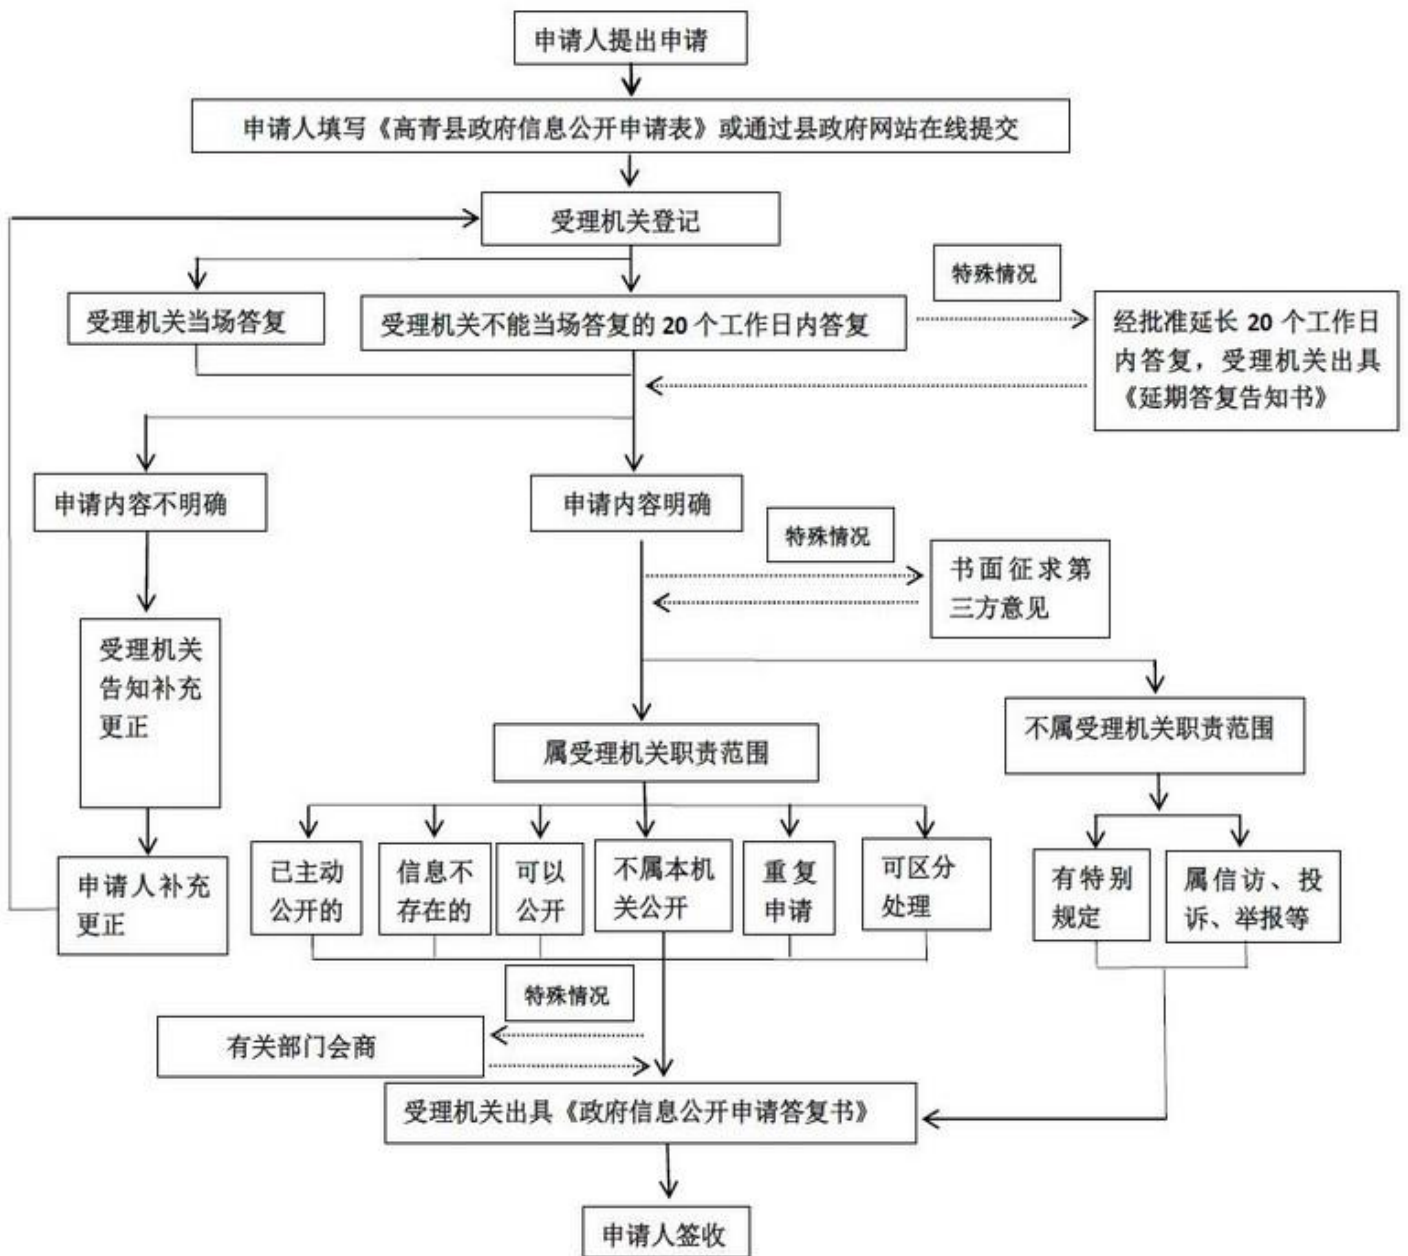 申请人提出申请
申请人填写《高青县政府信息公开申请表》或通过县政府网站在线提交
受理机关登记
特殊情况
受理机关当场答复
受理机关不能当场答复的 20 个工作日内答复
经批准延长 20 个工作日
内答复，受理机关出具
《延期答复告知书》
申请内容不明确
申请内容明确
特殊情况
书面征求第
三方意见
受理机关
告知补充
更正
属受理机关职责范围
不属受理机关职责范围
申请人补充
更正
已主动
公开的
信息不
存在的
可以
公开
不属本机
关公开
重复
申请
可区分
处理
有特别
规定
属信访、投
诉、举报等
特殊情况
有关部门会商
受理机关出具《政府信息公开申请答复书》
申请人签收